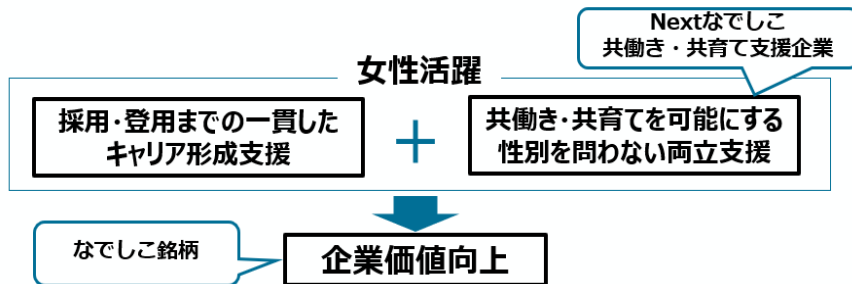 Nextなでしこ
共働き・共育て支援企業
女性活躍
採用・登用までの一貫した
キャリア形成支援
+
共働き・共育てを可能にする
性別を問わない両立支援
なでしこ銘柄
企業価値向上